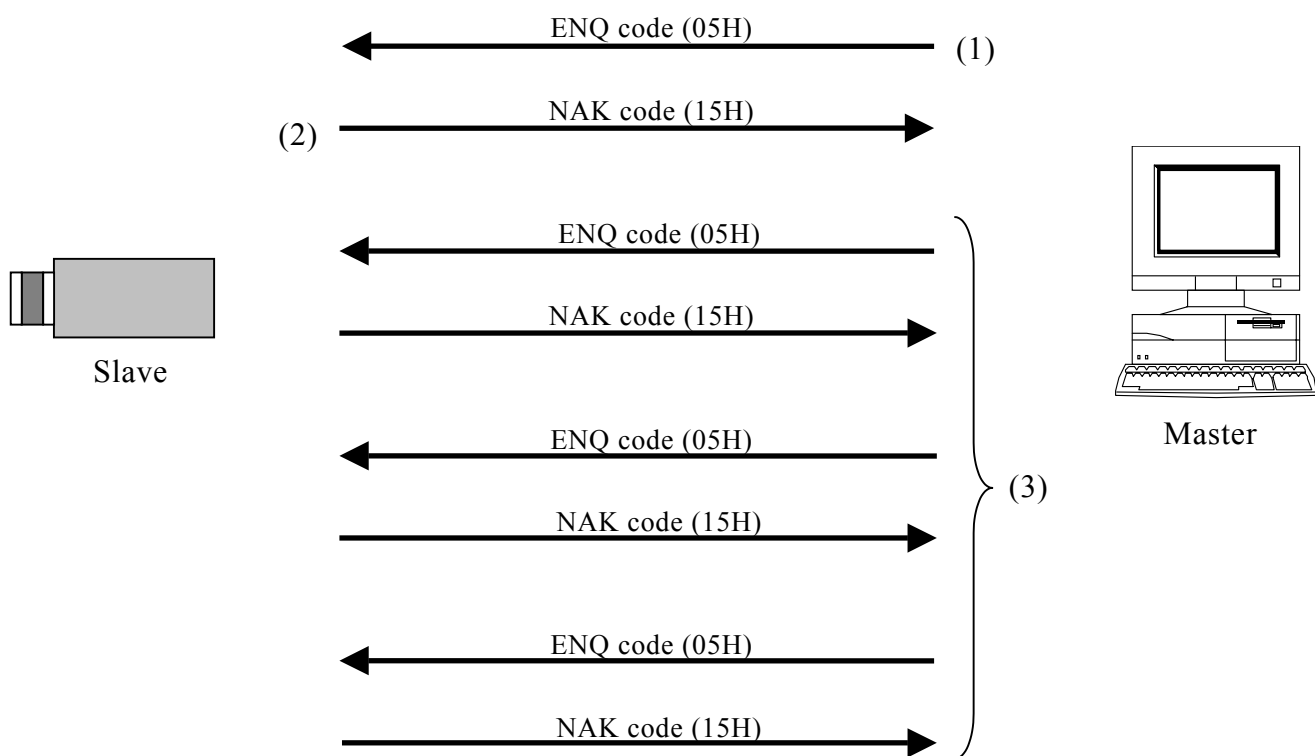 ENQ code (05H)
(1)
NAK code (15H)
(2)
ENQ code (05H)
NAK code (15H)
Slave
Master
ENQ code (05H)
(3)
NAK code (15H)
ENQ code (05H)
NAK code (15H)